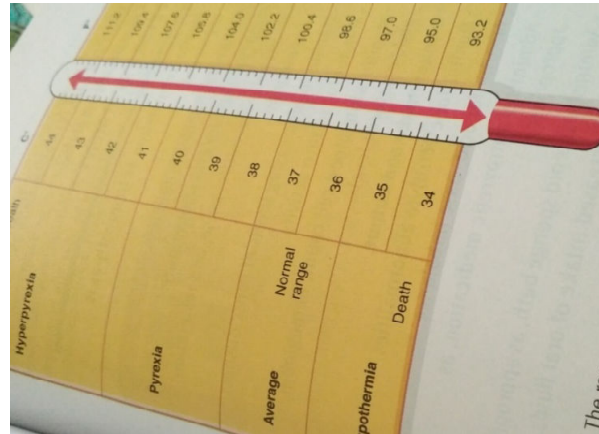 C°
Hyperpyrexia
44 111.2
43 109.4
42 107.6
41 105.8
Pyrexia
40 104.0
39 102.2
38 100.4
Average
Normal
range
37 98.6
36 97.0
pothermia
35 95.0
Death
34 93.2
The